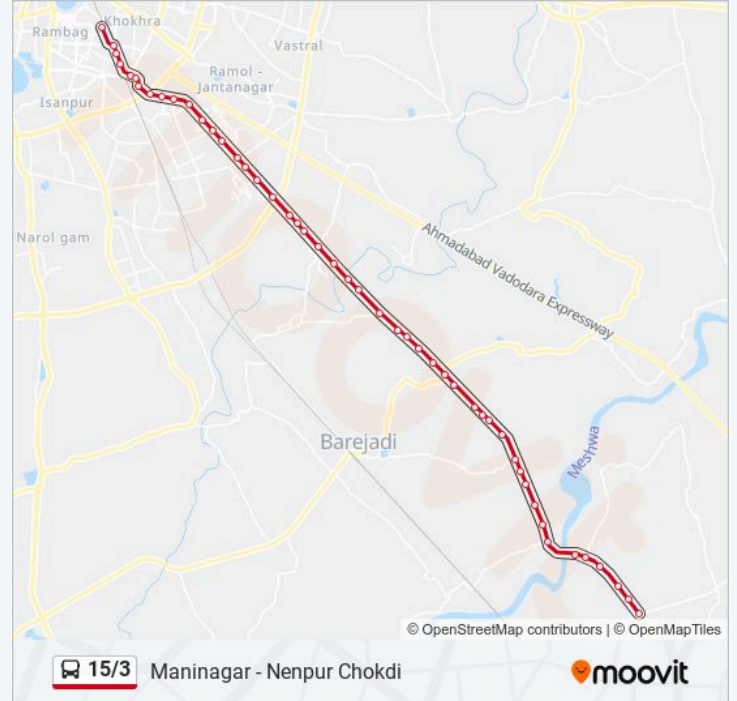 Khokhra
Rambag
Vastral
Ramol -
Jantanagar
Isanpur
Narol gam
Ahmadabad Vadodara Expressway
Barejadi
Meshwa
© OpenStreetMap contributors | © OpenMapTiles
15/3 Maninagar - Nenpur Chokdi
moovit